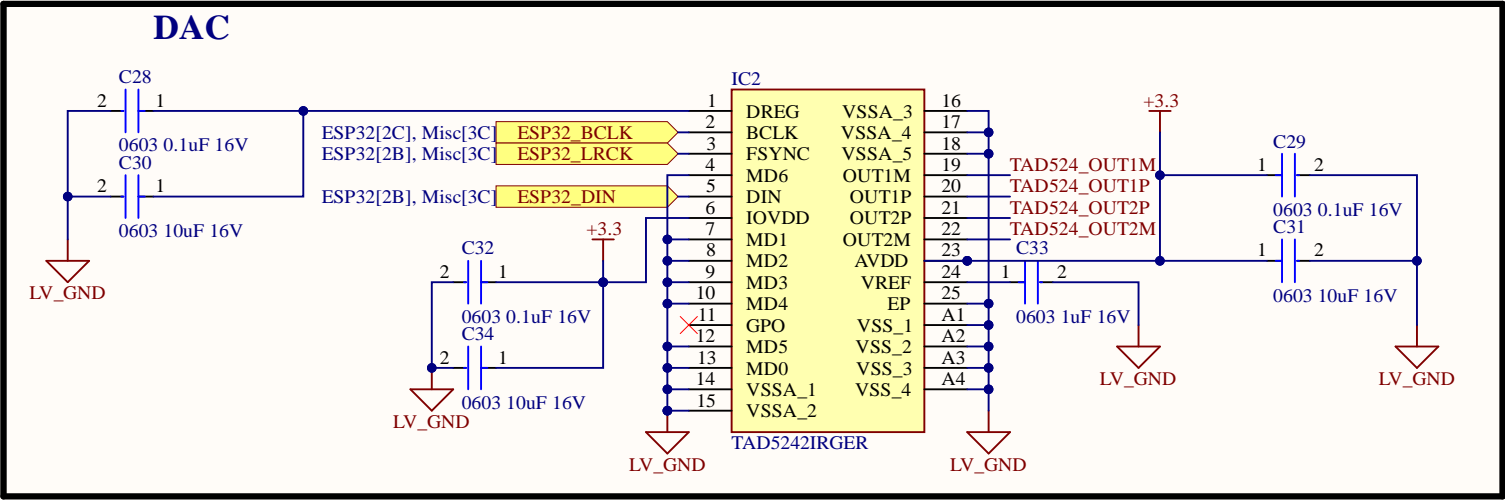 DAC
C28
2 1
0603 0.1uF 16V
C30
2 1
0603 10uF 16V
LV_GND
ESP32[2C], Misc[3C] ESP32_BCLK
ESP32[2B], Misc[3C] ESP32_LRCK
ESP32[2B], Misc[3C] ESP32_DIN
+3.3
C32
2 1
0603 0.1uF 16V
C34
2 1
0603 10uF 16V
LV_GND
LV_GND
IC2
1 DREG VSSA_3 16
2 BCLK VSSA_4 17
3 FSYNC VSSA_5 18
4 MD6 OUT1M 19 TAD524_OUT1M
5 DIN OUT1P 20 TAD524_OUT1P
6 IOVDD OUT2P 21 TAD524_OUT2P
7 MD1 OUT2M 22 TAD524_OUT2M
8 MD2 AVDD 23
9 MD3 VREF 24
10 MD4 EP 25
11 GPO VSS_1 A1
12 MD5 VSS_2 A2
13 MD0 VSS_3 A3
14 VSSA_1 VSS_4 A4
15 VSSA_2
TAD5242IRGER
LV_GND
C33
1 2
0603 1uF 16V
LV_GND
+3.3
C29
1 2
0603 0.1uF 16V
C31
1 2
0603 10uF 16V
LV_GND